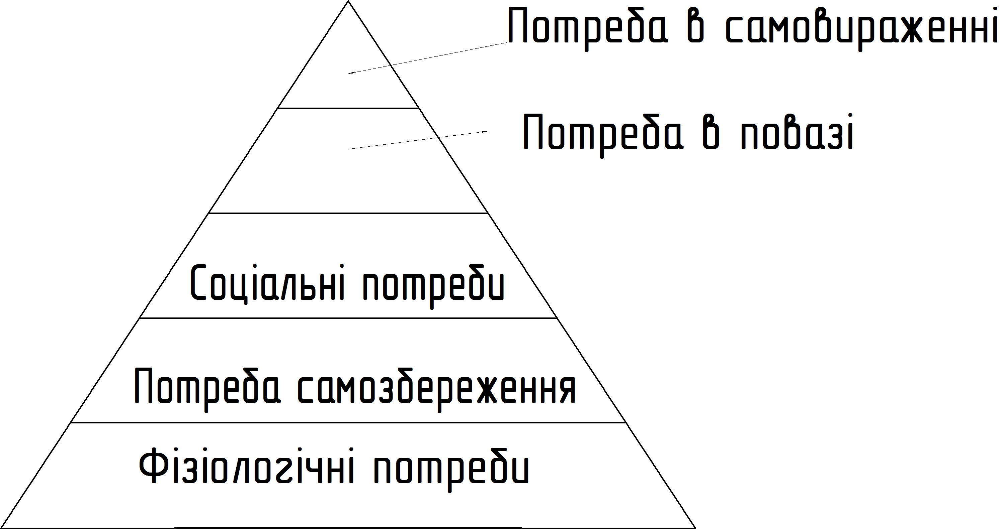 Потреба в самовираженні
Потреба в повазі
Соціальні потреби
Потреба самозбереження
Фізіологічні потреби